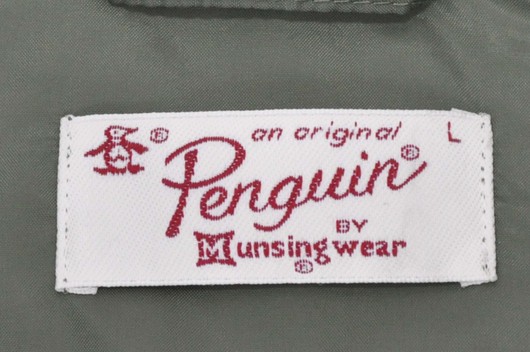 ® an original L
Penguin®
BY
Munsingwear
®